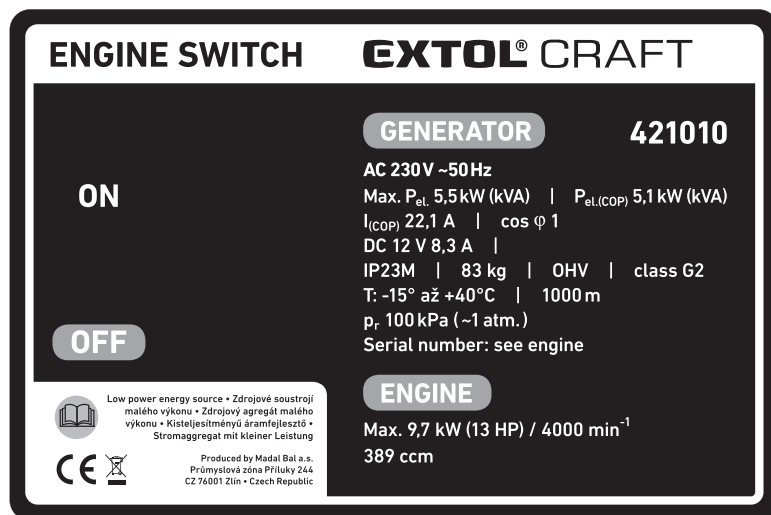 ENGINE SWITCH
EXTOL® CRAFT
ON
OFF
GENERATOR 421010
AC 230 V ~50 Hz
Max. Pel. 5,5 kW (kVA) | Pel.(COP) 5,1 kW (kVA)
I(COP) 22,1 A | cos φ 1
DC 12 V 8,3 A |
IP23M | 83 kg | OHV | class G2
T: -15° až +40°C | 1000 m
pr 100 kPa (~1 atm.)
Serial number: see engine
ENGINE
Max. 9,7 kW (13 HP) / 4000 min-1
389 ccm
Low power energy source • Zdrojové soustrojí
malého výkonu • Zdrojový agregát malého
výkonu • Kisteljesítményű áramfejlesztő •
Stromaggregat mit kleiner Leistung
CE
Produced by Madal Bal a.s.
Průmyslová zóna Příluky 244
CZ 76001 Zlín • Czech Republic